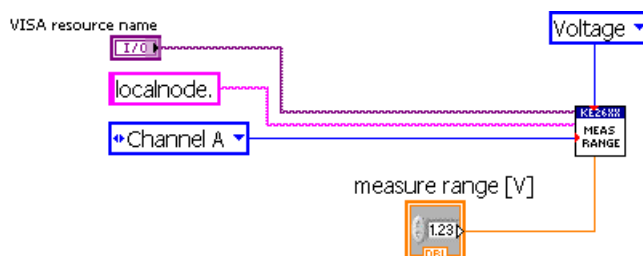 VISA resource name
I/O
Voltage
localnode.
Channel A
KE26XX
MEAS
RANGE
measure range [V]
1.23
DBL